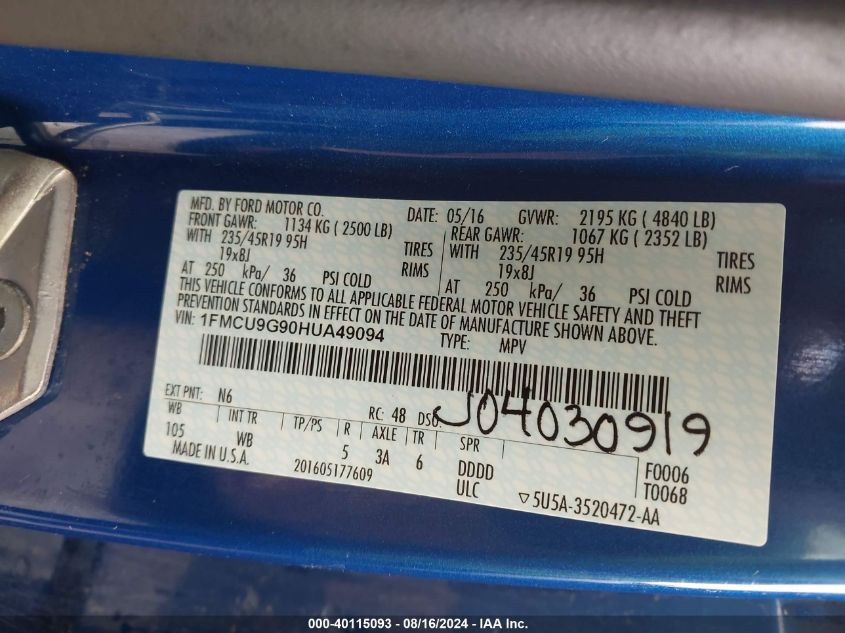 MFD. BY FORD MOTOR CO. DATE: 05/16 GVWR: 2195 KG ( 4840 LB)
FRONT GAWR: 1134 KG ( 2500 LB) REAR GAWR: 1067 KG ( 2352 LB)
WITH 235/45R19 95H TIRES WITH 235/45R19 95H TIRES
19x8J RIMS 19x8J RIMS
AT 250 kPa/ 36 PSI COLD AT 250 kPa/ 36 PSI COLD
THIS VEHICLE CONFORMS TO ALL APPLICABLE FEDERAL MOTOR VEHICLE SAFETY AND THEFT
PREVENTION STANDARDS IN EFFECT ON THE DATE OF MANUFACTURE SHOWN ABOVE.
VIN: 1FMCU9G90HUA49094 TYPE: MPV
EXT PNT: N6 RC: 48 DSO: J04030919
WB INT TR TP/PS R AXLE TR SPR
105 WB 5 3A 6 DDDD F0006
MADE IN U.S.A. 201605177609 ULC T0068
▽5U5A-3520472-AA
000-40115093 - 08/16/2024 - IAA Inc.